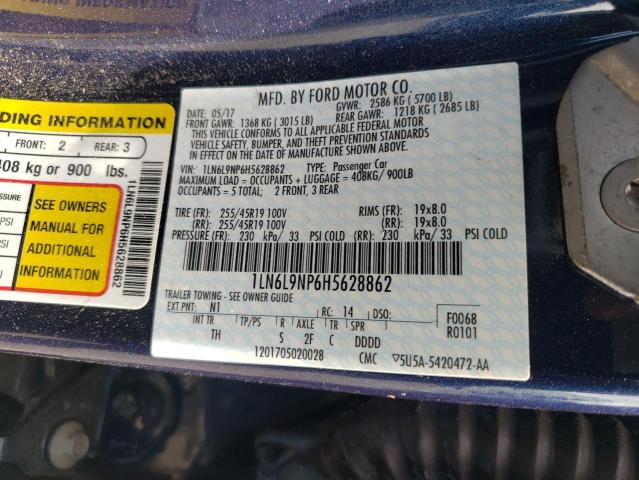 DING INFORMATION
FRONT: 2 REAR: 3
408 kg or 900 lbs.
SSURE
PSI
PSI
SEE OWNERS
MANUAL FOR
ADDITIONAL
INFORMATION
1LN6L9NP6H5628862
MFD. BY FORD MOTOR CO.
DATE: 05/17 GVWR: 2586 KG ( 5700 LB)
FRONT GAWR: 1368 KG ( 3015 LB) REAR GAWR: 1218 KG ( 2685 LB)
THIS VEHICLE CONFORMS TO ALL APPLICABLE FEDERAL MOTOR
VEHICLE SAFETY, BUMPER, AND THEFT PREVENTION STANDARDS
IN EFFECT ON THE DATE OF MANUFACTURE SHOWN ABOVE.
VIN: 1LN6L9NP6H5628862 TYPE: Passenger Car
MAXIMUM LOAD = OCCUPANTS + LUGGAGE = 408KG/ 900LB
OCCUPANTS = 5 TOTAL: 2 FRONT, 3 REAR
TIRE (FR): 255/45R19 100V RIMS (FR): 19x8.0
(RR): 255/45R19 100V (RR): 19x8.0
PRESSURE (FR): 230 kPa/ 33 PSI COLD (RR): 230 kPa/ 33 PSI COLD
1LN6L9NP6H5628862
TRAILER TOWING - SEE OWNER GUIDE
EXT PNT: N1 RC: 14 DSO:
F0068
R0101
INT TR TP/PS R AXLE TR SPR
TH S 2F C DDDD
1201705020028 CMC 5U5A-5420472-AA